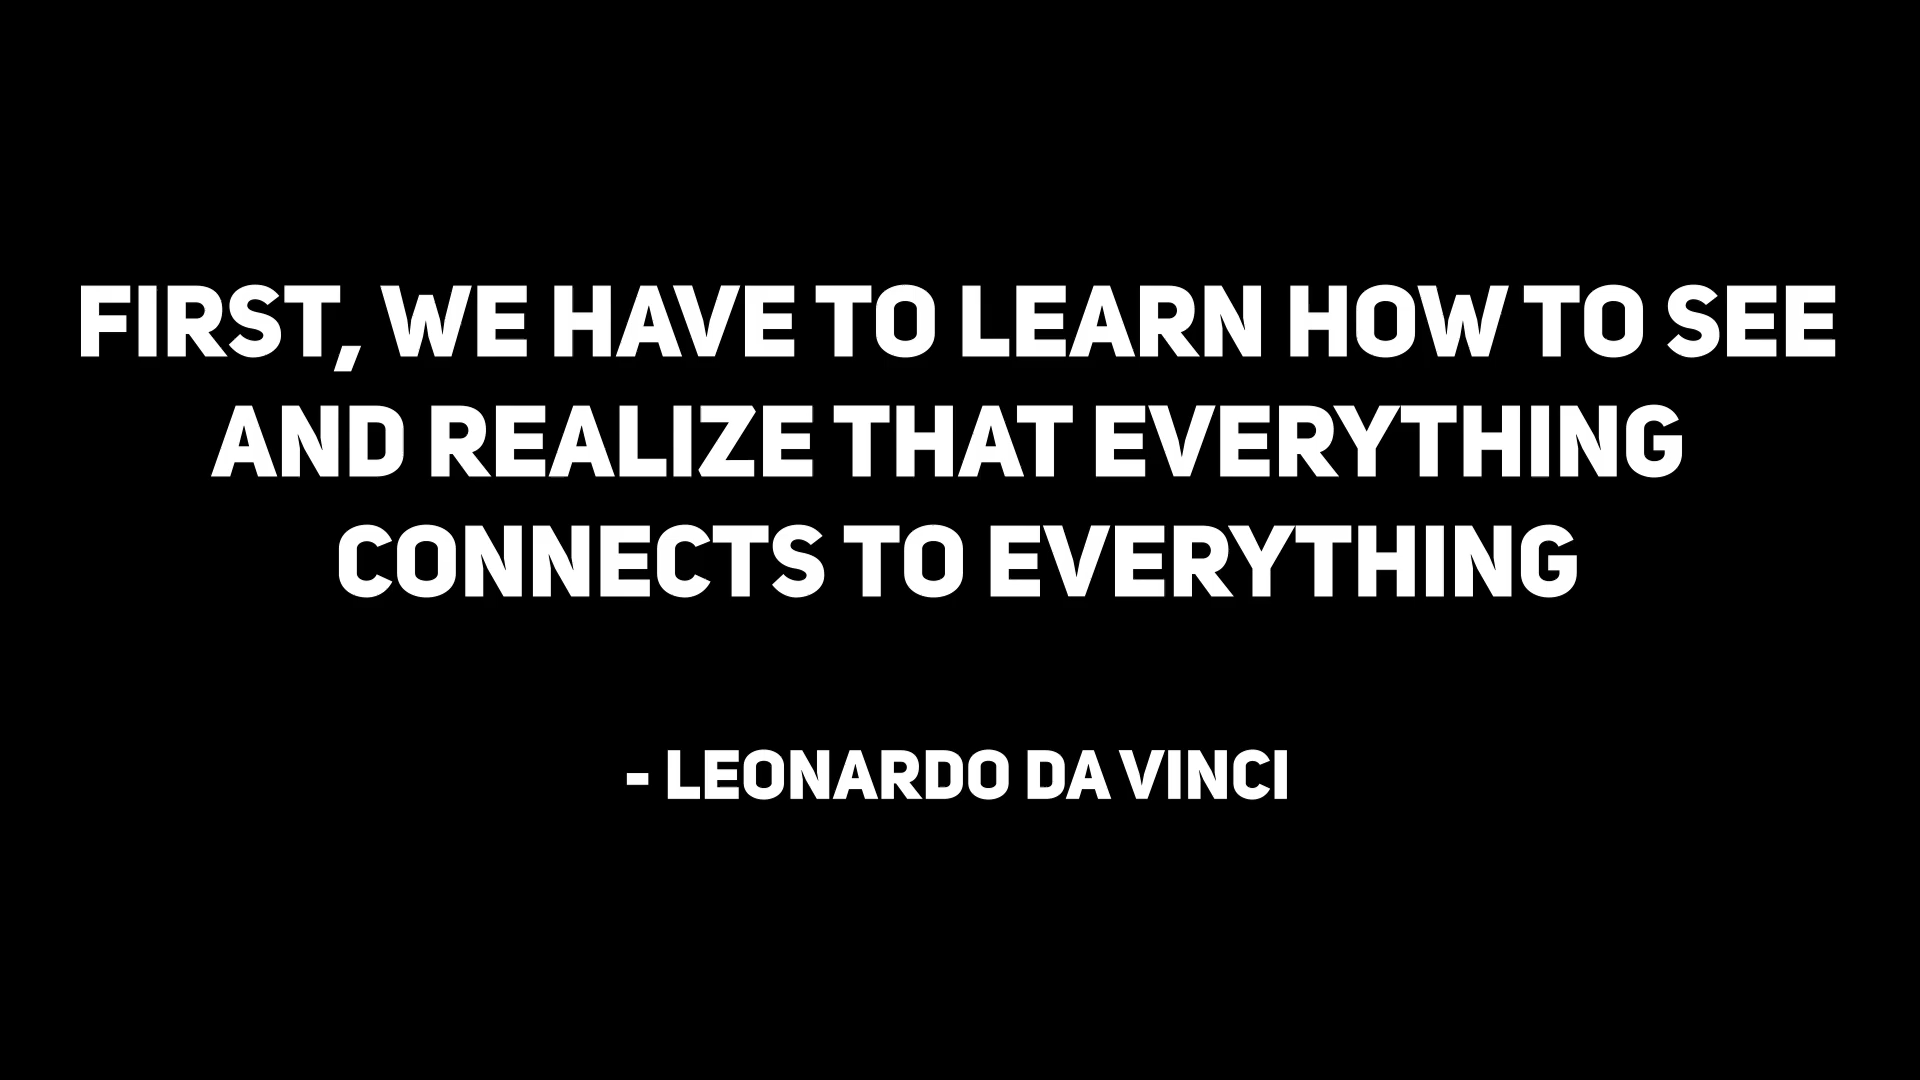 FIRST, WE HAVE TO LEARN HOW TO SEE
AND REALIZE THAT EVERYTHING
CONNECTS TO EVERYTHING
- LEONARDO DA VINCI